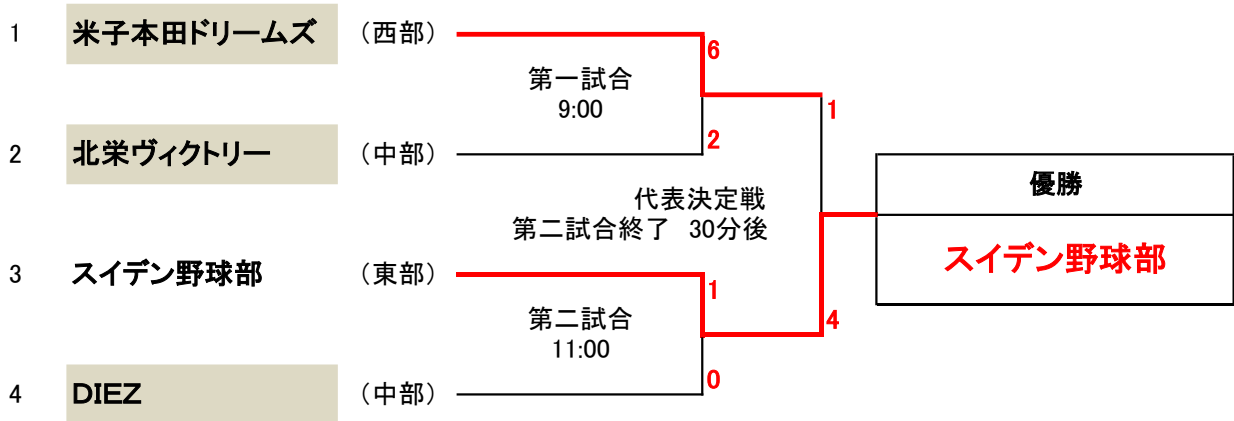 1 米子本田ドリームズ （西部）
6
第一試合
9:00
1
2
2 北栄ヴィクトリー （中部）
優勝
代表決定戦
第二試合終了 30分後
スイデン野球部
3 スイデン野球部 （東部）
1
第二試合
11:00
4
0
4 DIEZ （中部）